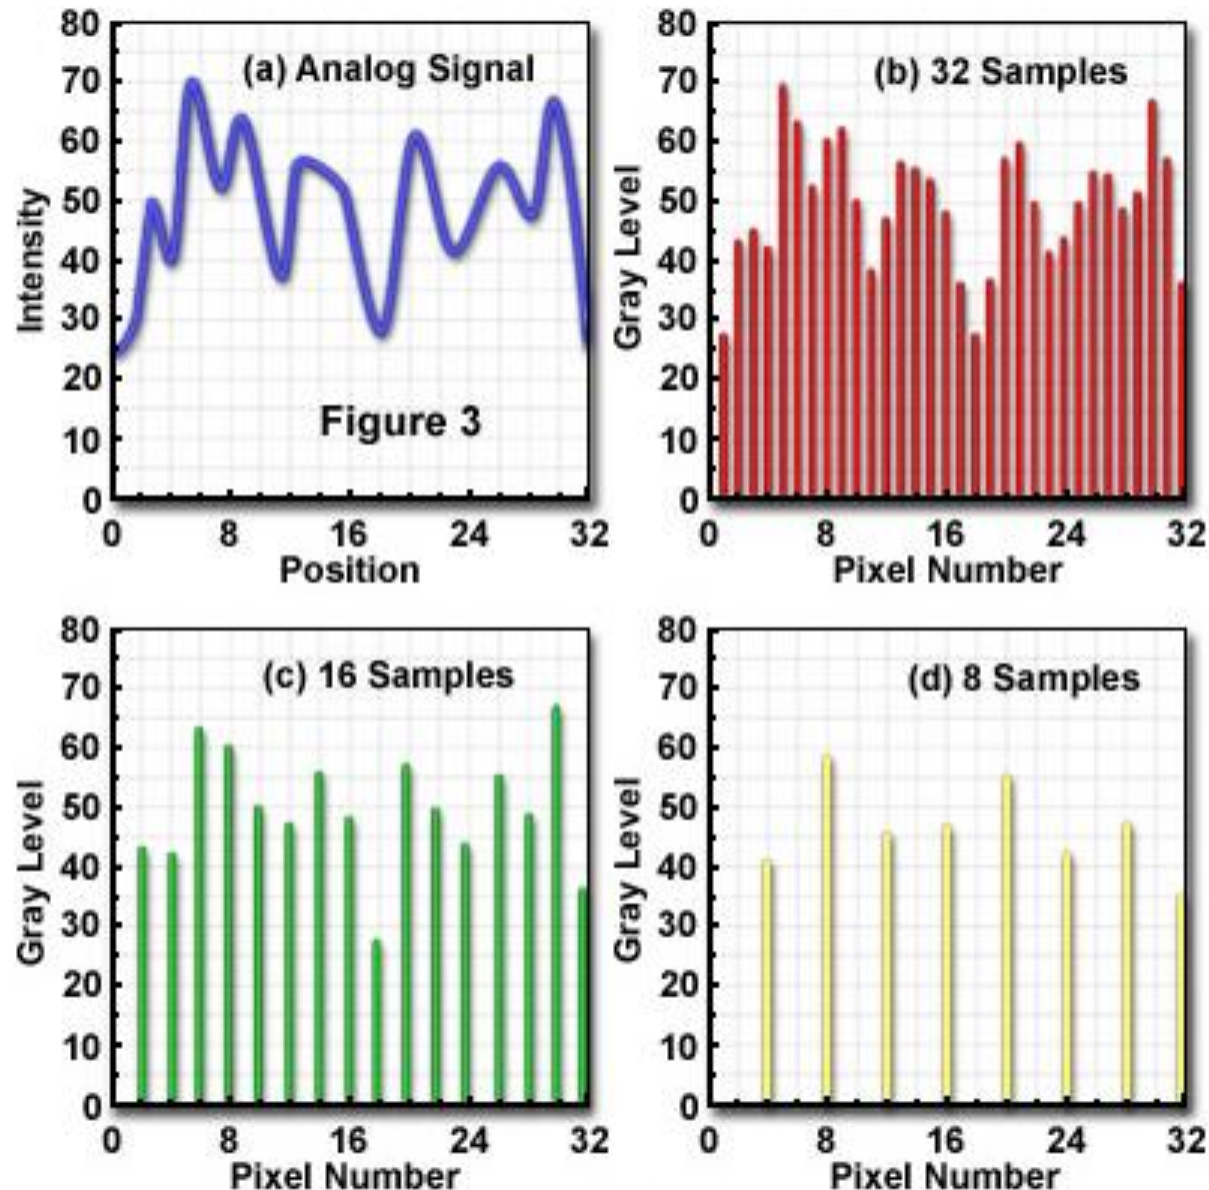 (a) Analog Signal
80
70
60
50
40
30
20
10
0
Intensity
Figure 3
0 8 16 24 32
Position
(b) 32 Samples
80
70
60
50
40
30
20
10
0
Gray Level
0 8 16 24 32
Pixel Number
(c) 16 Samples
80
70
60
50
40
30
20
10
0
Gray Level
0 8 16 24 32
Pixel Number
(d) 8 Samples
80
70
60
50
40
30
20
10
0
Gray Level
0 8 16 24 32
Pixel Number